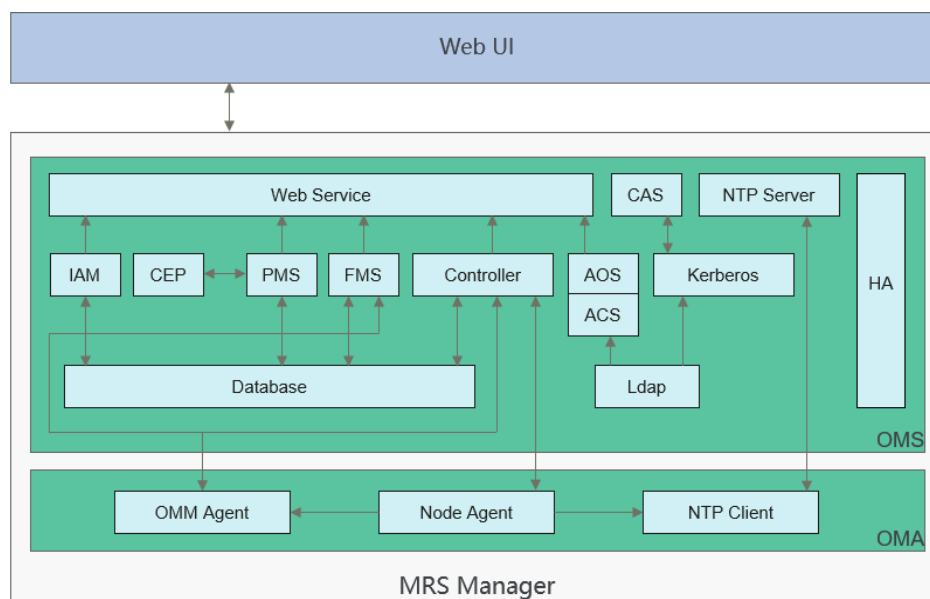 Web UI
Web Service
CAS
NTP Server
HA
IAM
CEP
PMS
FMS
Controller
AOS
Kerberos
ACS
Database
Ldap
OMS
OMM Agent
Node Agent
NTP Client
OMA
MRS Manager